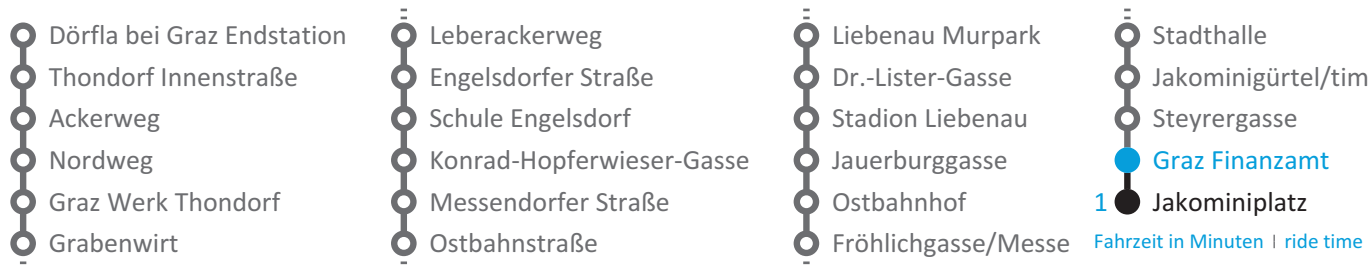 Dörfla bei Graz Endstation
Thondorf Innenstraße
Ackerweg
Nordweg
Graz Werk Thondorf
Grabenwirt
Leberackerweg
Engelsdorfer Straße
Schule Engelsdorf
Konrad-Hopferwieser-Gasse
Messendorfer Straße
Ostbahnstraße
Liebenau Murpark
Dr.-Lister-Gasse
Stadion Liebenau
Jauerburggasse
Ostbahnhof
Fröhlichgasse/Messe
Stadthalle
Jakominigürtel/tim
Steyrergasse
Graz Finanzamt
1 Jakominiplatz
Fahrzeit in Minuten | ride time